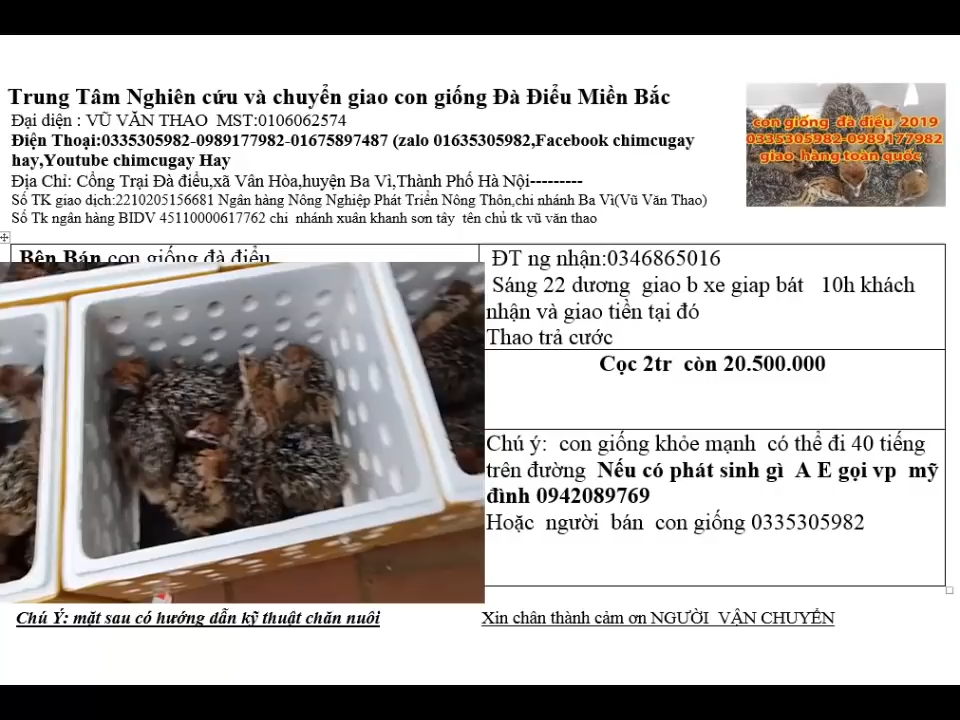 Trung Tâm Nghiên cứu và chuyển giao con giống Đà Điểu Miền Bắc
Đại diện : VŨ VĂN THAO MST:0106062574
Điện Thoại:0335305982-0989177982-01675897487 (zalo 01635305982,Facebook chimcugay
hay,Youtube chimcugay Hay
Địa Chỉ: Cổng Trại Đà điểu,xã Vân Hòa,huyện Ba Vì,Thành Phố Hà Nội---------
Số TK giao dịch:2210205156681 Ngân hàng Nông Nghiệp Phát Triển Nông Thôn,chi nhánh Ba Vì(Vũ Văn Thao)
Số Tk ngân hàng BIDV 45110000617762 chi nhánh xuân khanh sơn tây tên chủ tk vũ văn thao
con giống đà điểu 2019
0335305982-0989177982
giao hàng toàn quốc
Bên Bán con giống đà điểu
ĐT ng nhận:0346865016
Sáng 22 dương giao b xe giap bát 10h khách
nhận và giao tiền tại đó
Thao trả cước
Cọc 2tr còn 20.500.000
Chú ý: con giống khỏe mạnh có thể đi 40 tiếng
trên đường Nếu có phát sinh gì A E gọi vp mỹ
đình 0942089769
Hoặc người bán con giống 0335305982
Chú Ý: mặt sau có hướng dẫn kỹ thuật chăn nuôi
Xin chân thành cảm ơn NGƯỜI VẬN CHUYỂN